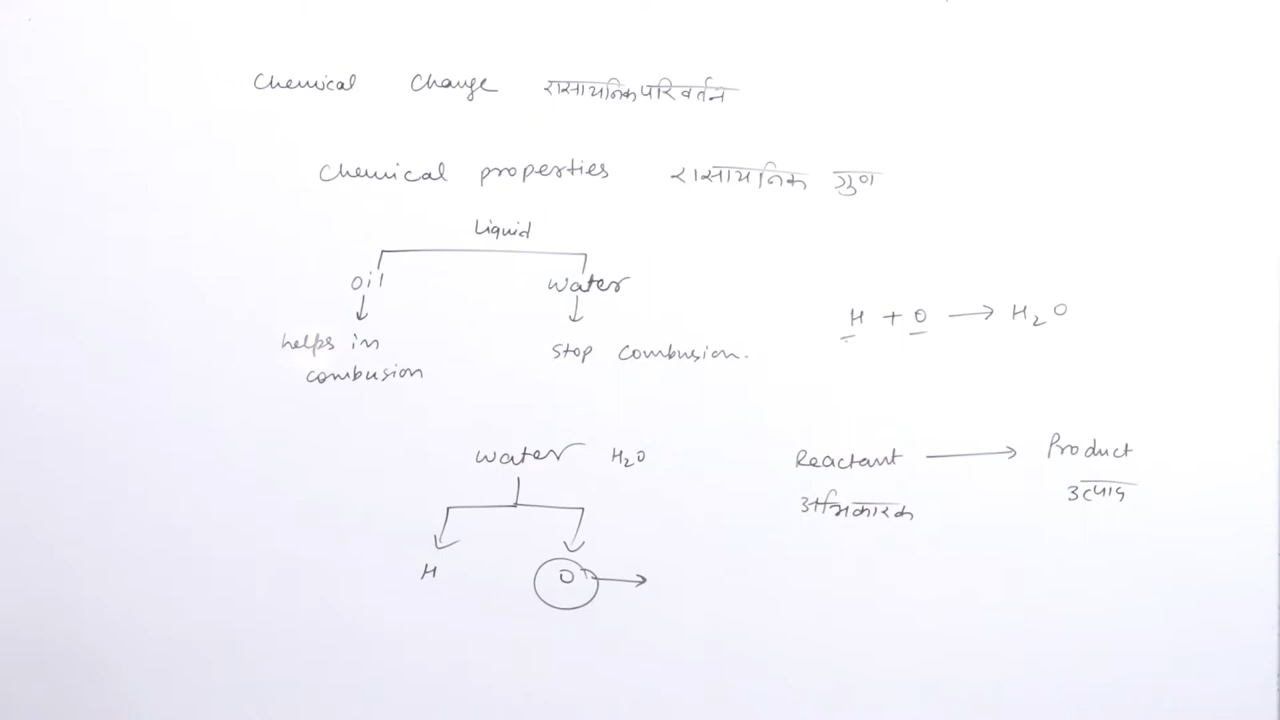 Chemical Change रासायनिक परिवर्तन
Chemical properties रासायनिक गुण
Liquid
Oil water
helps in
combusion
stop combusion.
H + O → H₂O
water H₂O
H O
Reactant → Product
अभिकारक उत्पाद